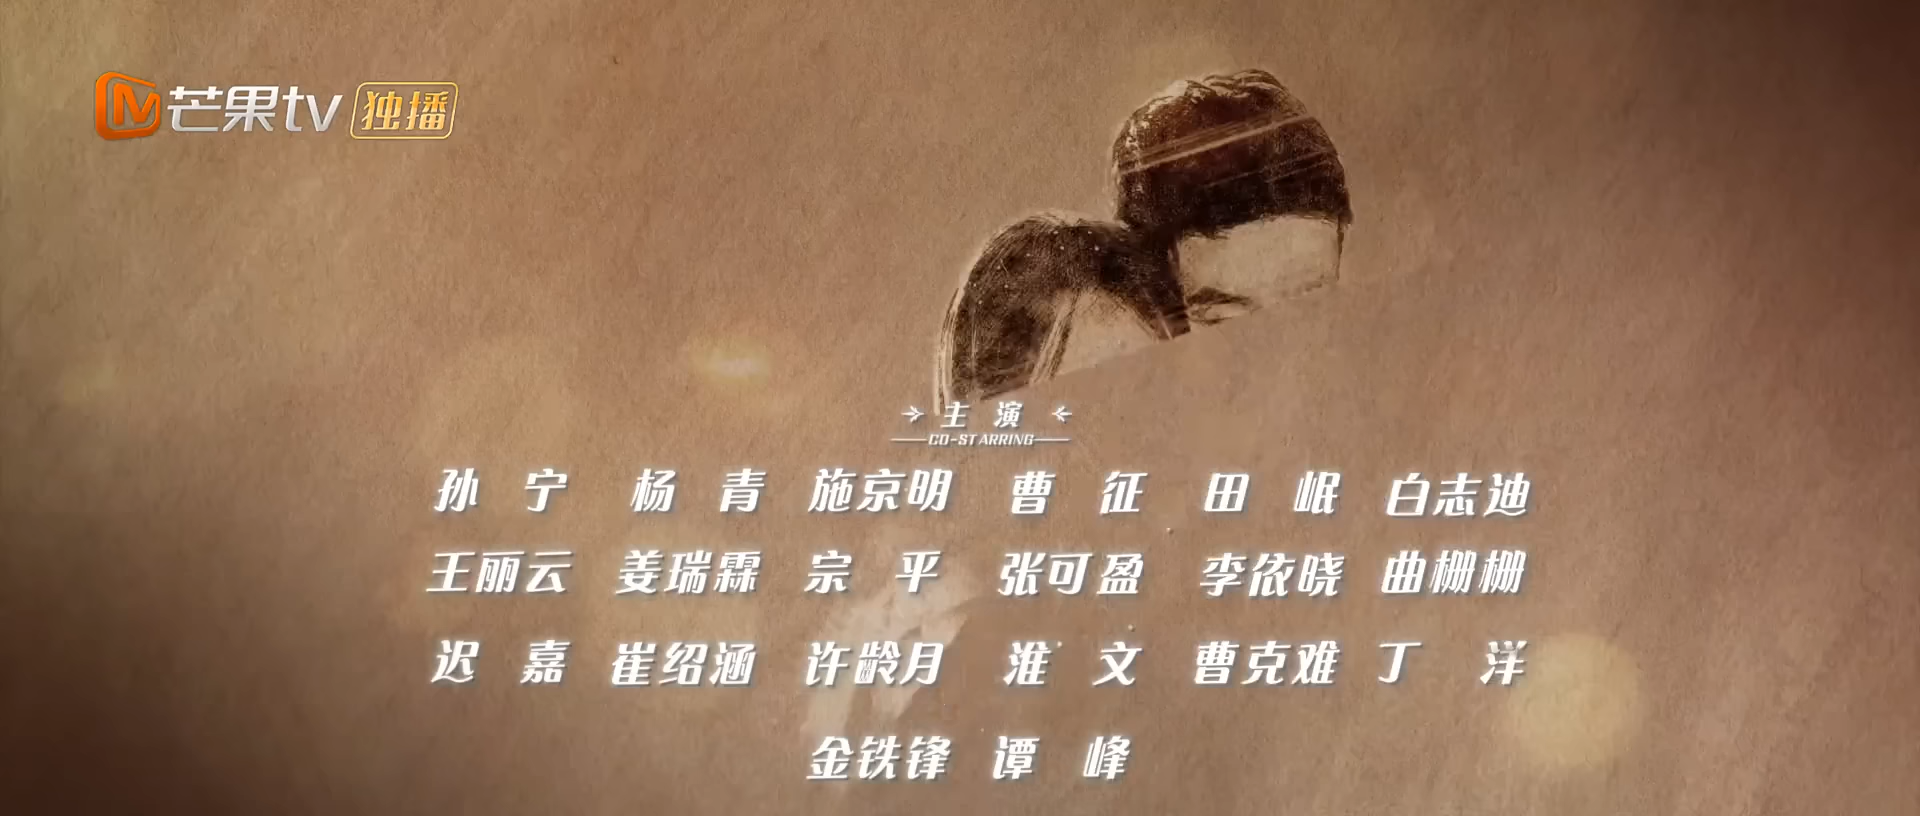 芒果tv 独播
主 演
CO-STARRING
孙 宁 杨 青 施京明 曹 征 田 岷 白志迪
王丽云 姜瑞霖 宗 平 张可盈 李依晓 曲栅栅
迟 嘉 崔绍涵 许龄月 淮 文 曹克难 丁 洋
金铁锋 谭 峰